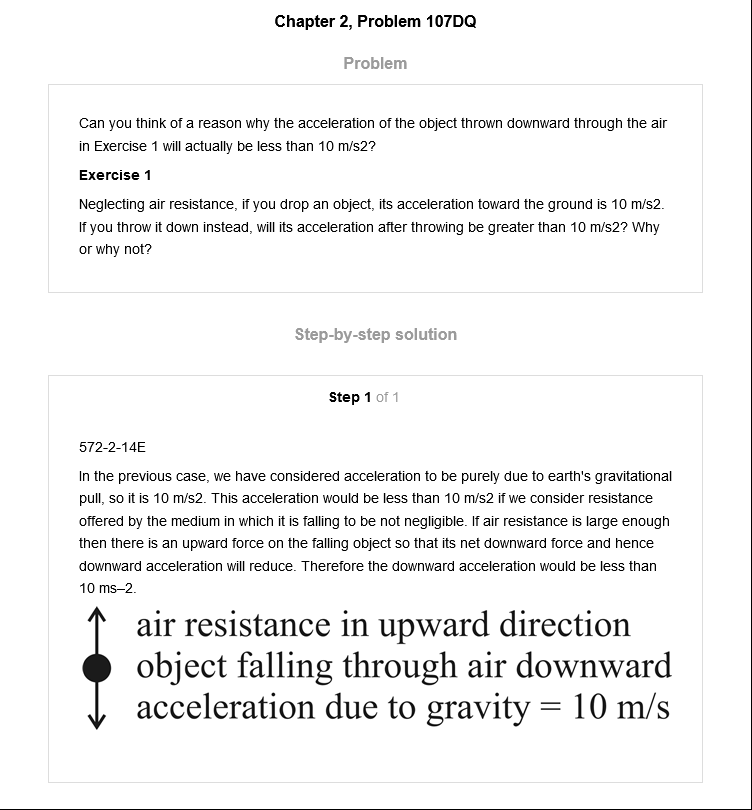 Chapter 2, Problem 107DQ
Problem
Can you think of a reason why the acceleration of the object thrown downward through the air
in Exercise 1 will actually be less than 10 m/s2?
Exercise 1
Neglecting air resistance, if you drop an object, its acceleration toward the ground is 10 m/s2.
If you throw it down instead, will its acceleration after throwing be greater than 10 m/s2? Why
or why not?
Step-by-step solution
Step 1 of 1
572-2-14E
In the previous case, we have considered acceleration to be purely due to earth's gravitational
pull, so it is 10 m/s2. This acceleration would be less than 10 m/s2 if we consider resistance
offered by the medium in which it is falling to be not negligible. If air resistance is large enough
then there is an upward force on the falling object so that its net downward force and hence
downward acceleration will reduce. Therefore the downward acceleration would be less than
10 ms–2.
air resistance in upward direction
object falling through air downward
acceleration due to gravity = 10 m/s